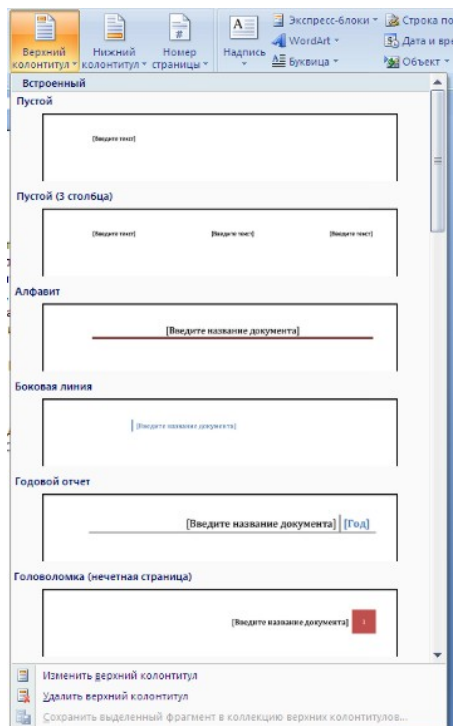 Верхний колонтитул
Нижний колонтитул
Номер страницы
Надпись
Экспресс-блоки
WordArt
Буквица
Строка по
Дата и вре
Объект
Встроенный
Пустой
[Введите текст]
Пустой (3 столбца)
[Введите текст] [Введите текст] [Введите текст]
Алфавит
[Введите название документа]
Боковая линия
[Введите название документа]
Годовой отчет
[Введите название документа] [Год]
Головоломка (нечетная страница)
[Введите название документа] 1
Изменить верхний колонтитул
Удалить верхний колонтитул
Сохранить выделенный фрагмент в коллекцию верхних колонтитулов...